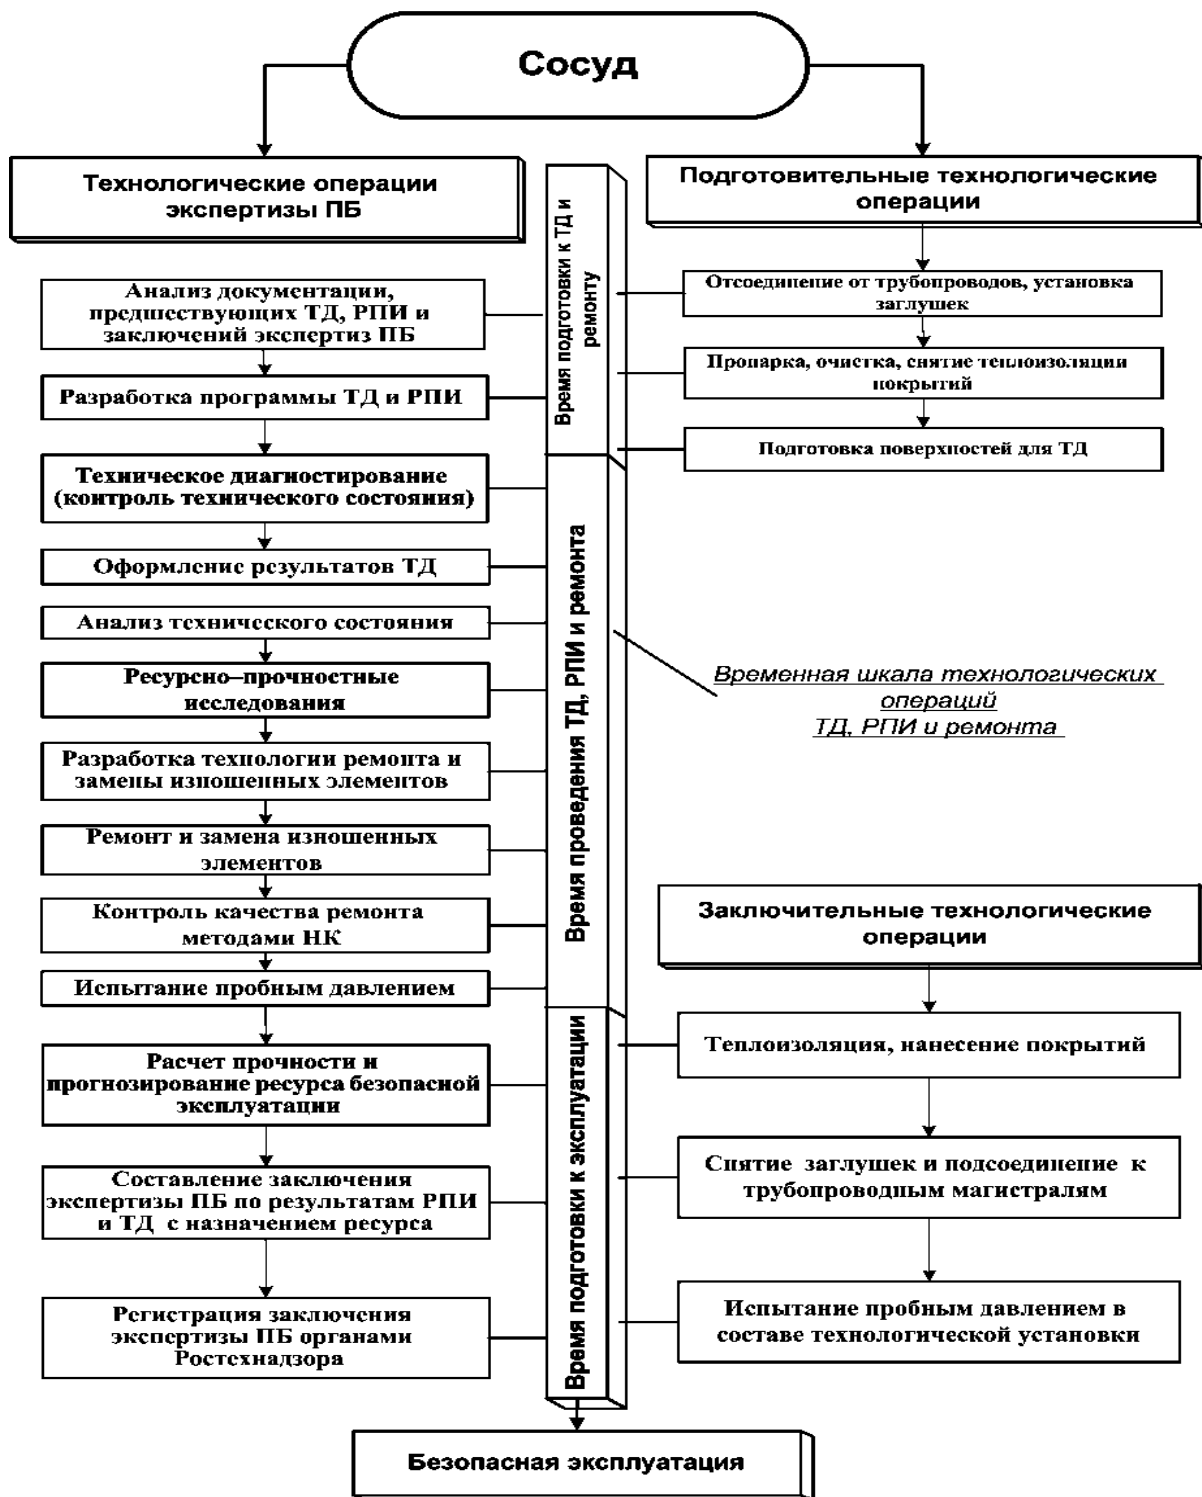 Сосуд
Технологические операции
экспертизы ПБ
Анализ документации,
предшествующих ТД, РПИ и
заключений экспертиз ПБ
Разработка программы ТД и РПИ
Техническое диагностирование
(контроль технического состояния)
Оформление результатов ТД
Анализ технического состояния
Ресурсно–прочностные
исследования
Разработка технологии ремонта и
замены изношенных элементов
Ремонт и замена изношенных
элементов
Контроль качества ремонта
методами НК
Испытание пробным давлением
Расчет прочности и
прогнозирование ресурса безопасной
эксплуатации
Составление заключения
экспертизы ПБ по результатам РПИ
и ТД с назначением ресурса
Регистрация заключения
экспертизы ПБ органами
Ростехнадзора
Время подготовки к ТД и
ремонту
Время проведения ТД, РПИ и ремонта
Время подготовки к эксплуатации
Подготовительные технологические
операции
Отсоединение от трубопроводов, установка
заглушек
Пропарка, очистка, снятие теплоизоляции
покрытий
Подготовка поверхностей для ТД
Временная шкала технологических
операций
ТД, РПИ и ремонта
Заключительные технологические
операции
Теплоизоляция, нанесение покрытий
Снятие заглушек и подсоединение к
трубопроводным магистралям
Испытание пробным давлением в
составе технологической установки
Безопасная эксплуатация